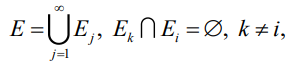 E = ⋃_{j=1}^{∞} E_j, E_k ⋂ E_i = ∅, k ≠ i,